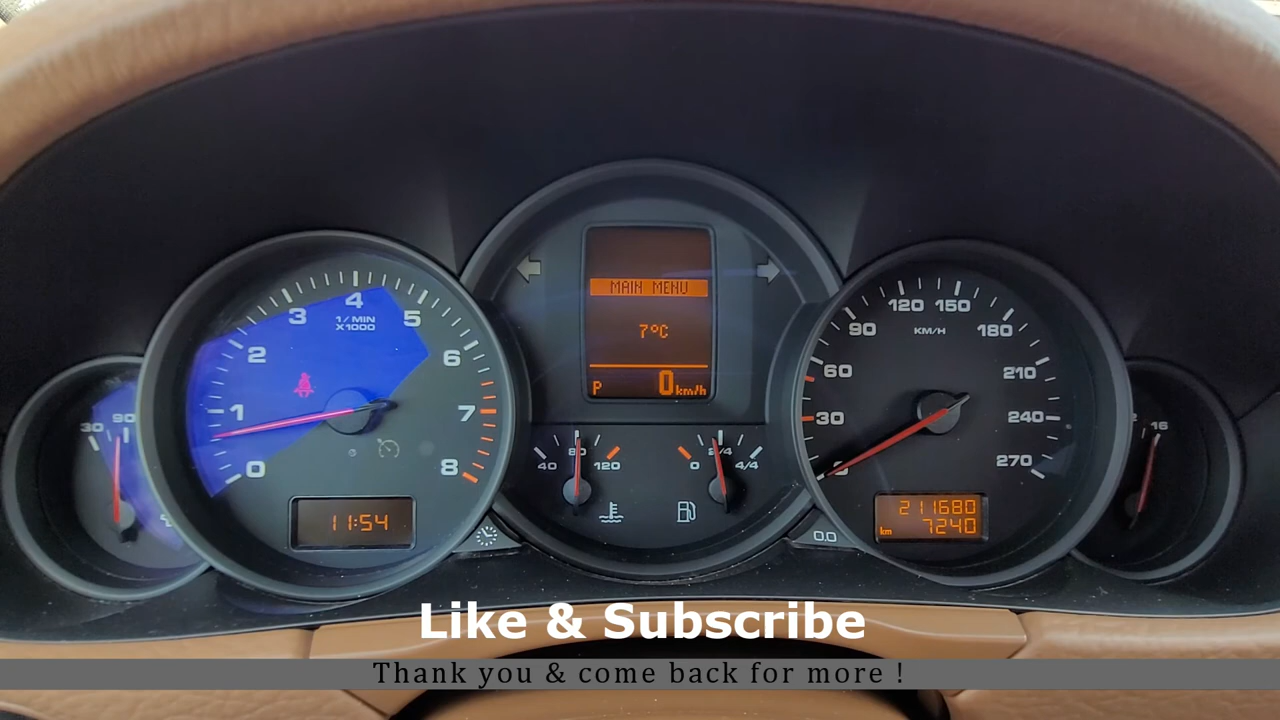 MAIN MENU
7°C
P 0 km/h
0 1 2 3 4 5 6 7 8
1/MIN
X1000
11:54
30 90
40 80 120
0 2/4 4/4
30 60 90 120 150 180 210 240 270
KM/H
211680
km 7240
0.0
16
Like & Subscribe
Thank you & come back for more !